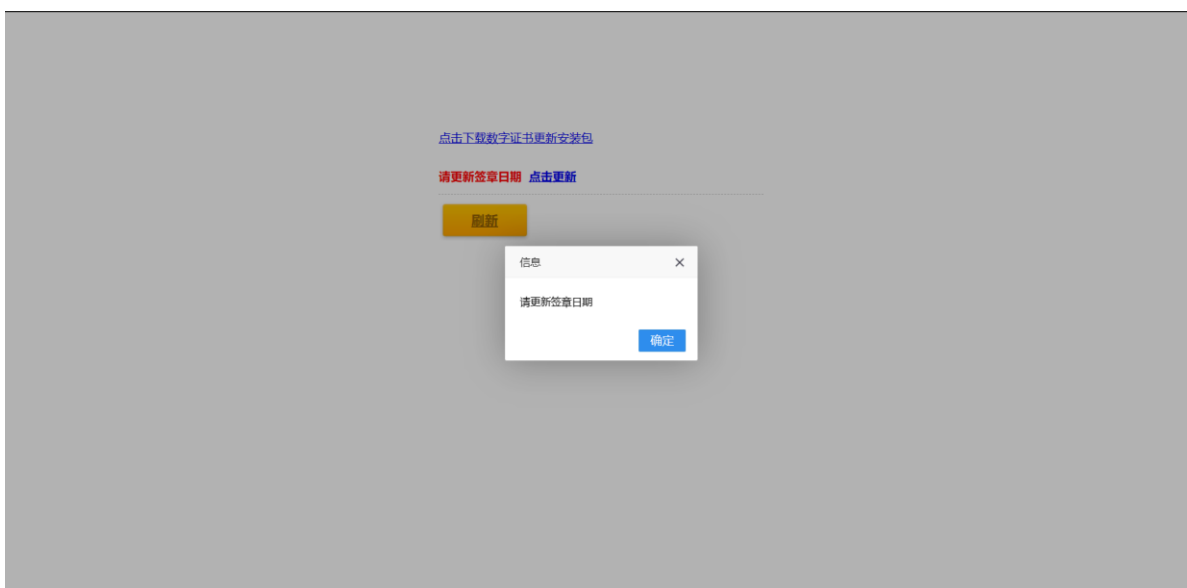 点击下载数字证书更新安装包
请更新签章日期 点击更新
刷新
信息
请更新签章日期
确定